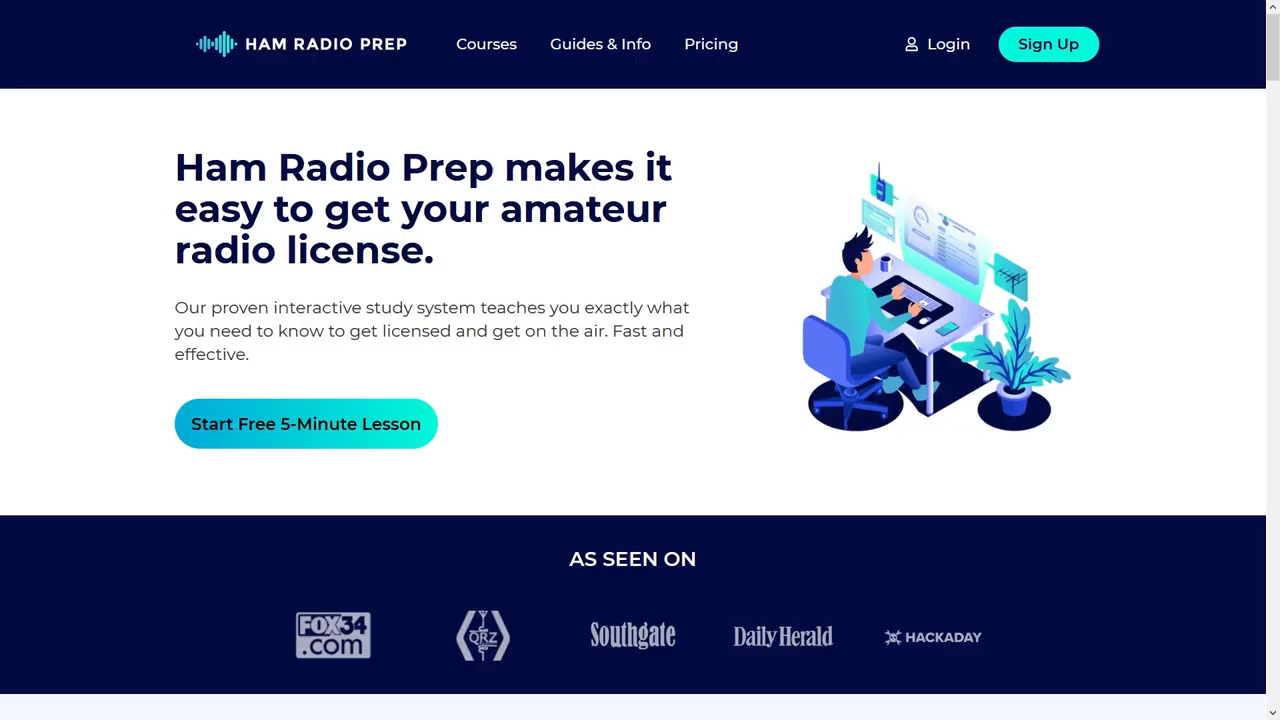 HAM RADIO PREP
Courses
Guides & Info
Pricing
Login
Sign Up
Ham Radio Prep makes it
easy to get your amateur
radio license.
Our proven interactive study system teaches you exactly what
you need to know to get licensed and get on the air. Fast and
effective.
Start Free 5-Minute Lesson
AS SEEN ON
FOX34
.com
QRZ
Southgate
Daily Herald
HACKADAY